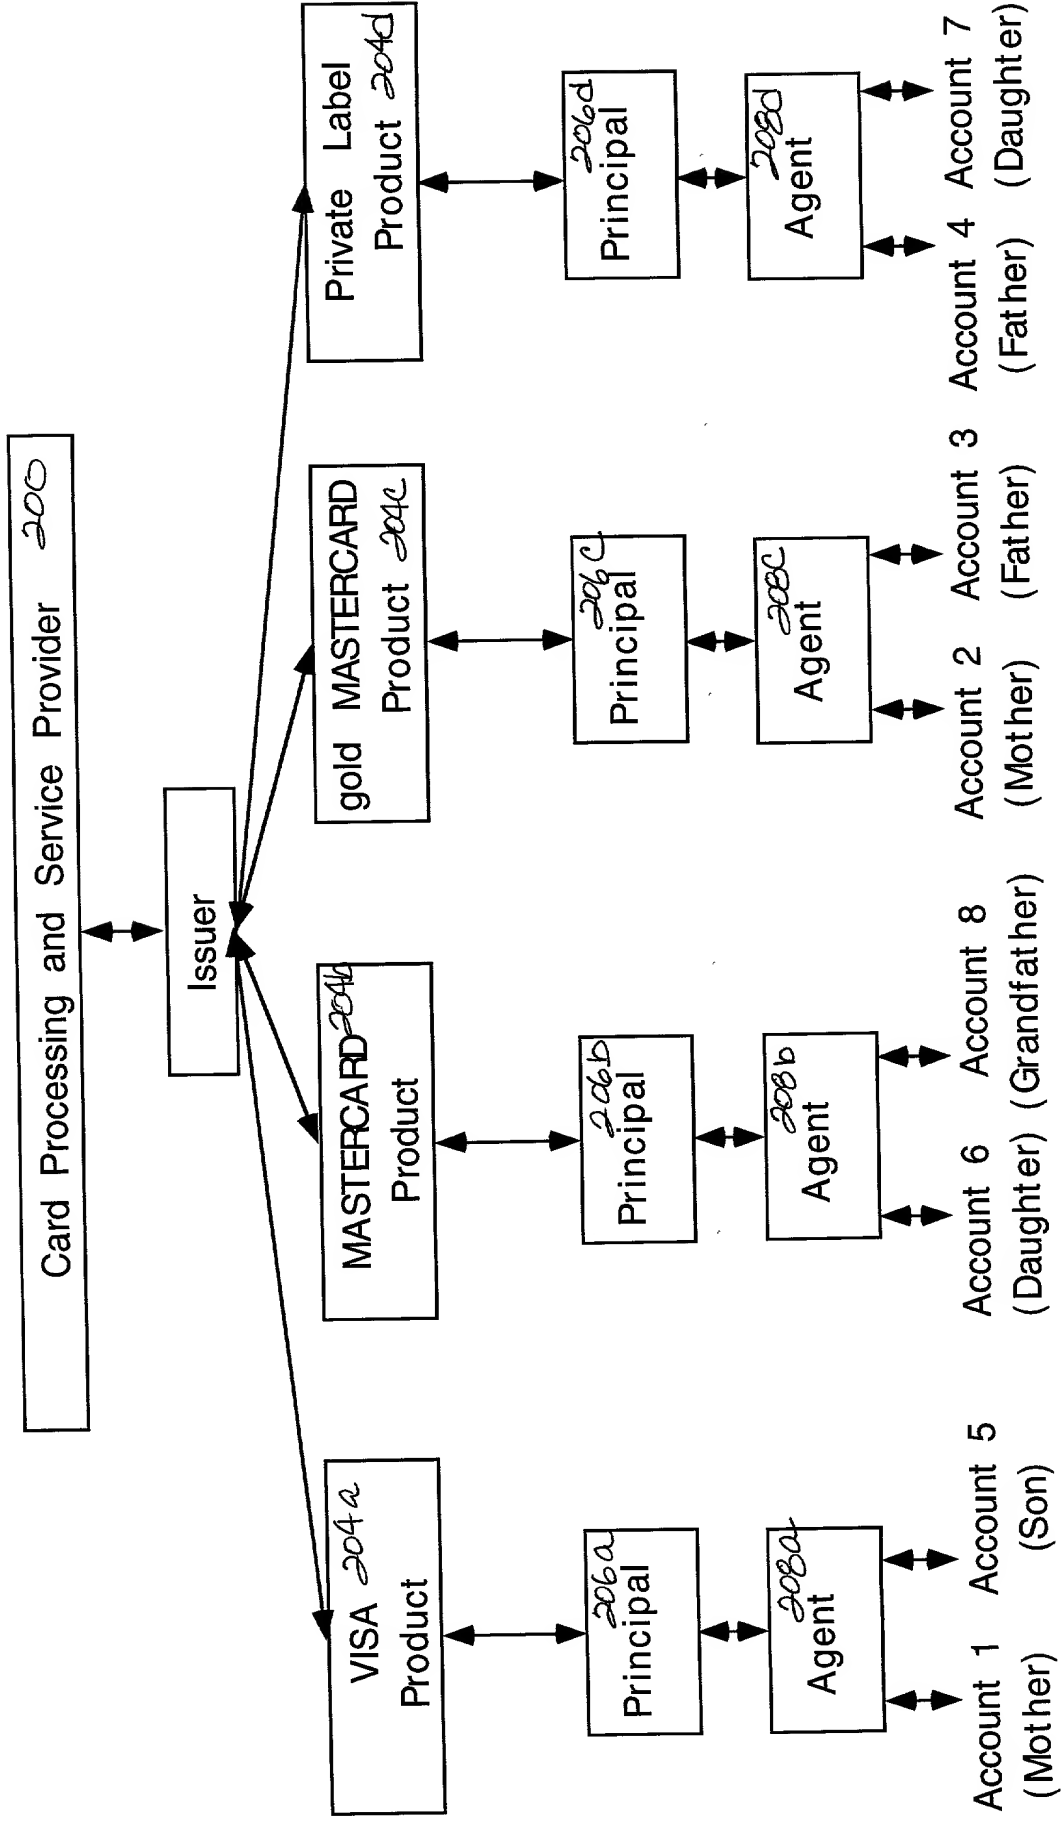 Card Processing and Service Provider 200
Issuer
VISA 204a
Product
MASTERCARD 204b
Product
gold MASTERCARD
Product 204c
Private Label
Product 204d
206a
Principal
206b
Principal
206c
Principal
206d
Principal
208a
Agent
208b
Agent
208c
Agent
208d
Agent
Account 1
(Mother)
Account 5
(Son)
Account 6
(Daughter)
Account 8
(Grandfather)
Account 2
(Mother)
Account 3
(Father)
Account 4
(Father)
Account 7
(Daughter)